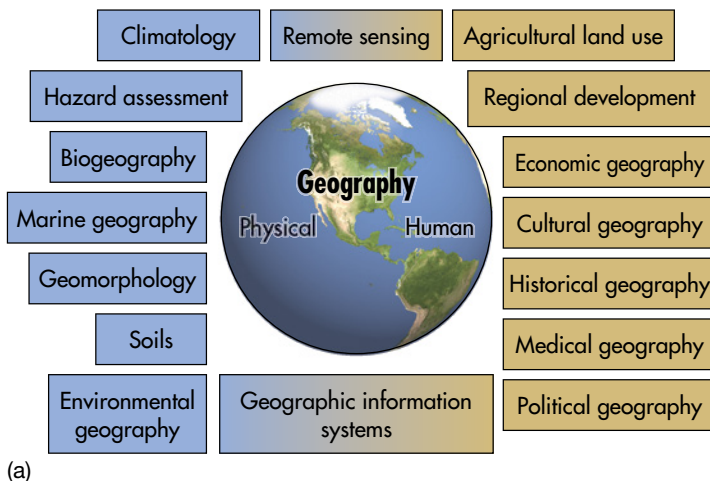 Climatology
Remote sensing
Agricultural land use
Hazard assessment
Regional development
Biogeography
Economic geography
Geography
Marine geography
Physical
Human
Cultural geography
Geomorphology
Historical geography
Soils
Medical geography
Environmental
geography
Geographic information
systems
Political geography
(a)